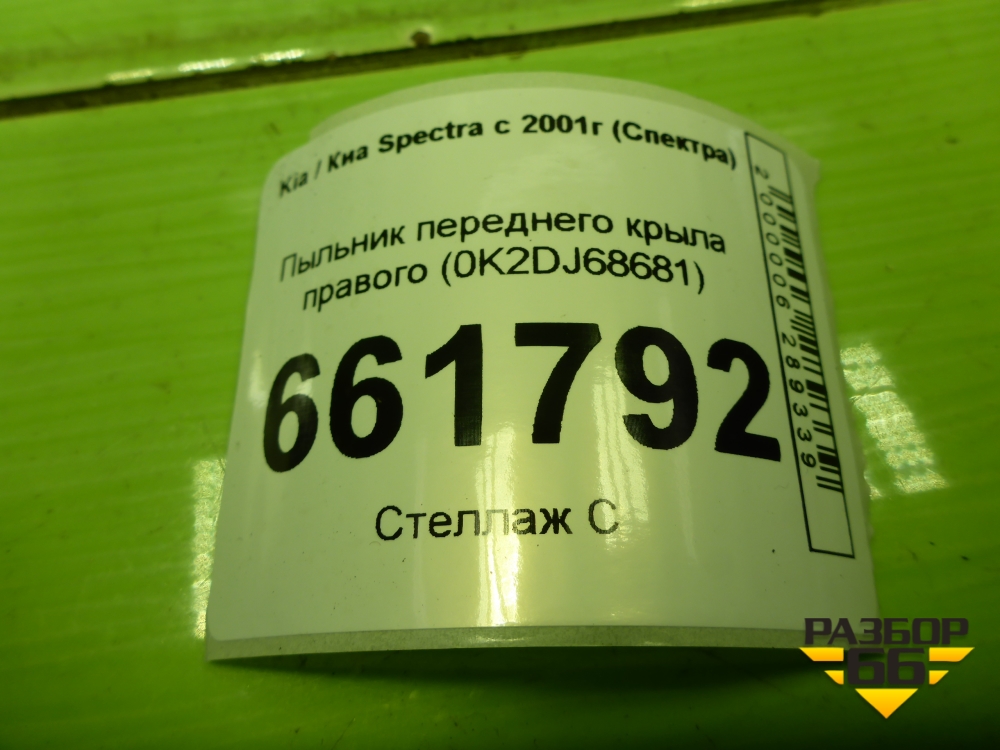 Kia / Киа Spectra с 2001г (Спектра)
Пыльник переднего крыла
правого (0K2DJ68681)
661792
Стеллаж С
2000006289339
РАЗБОР
66